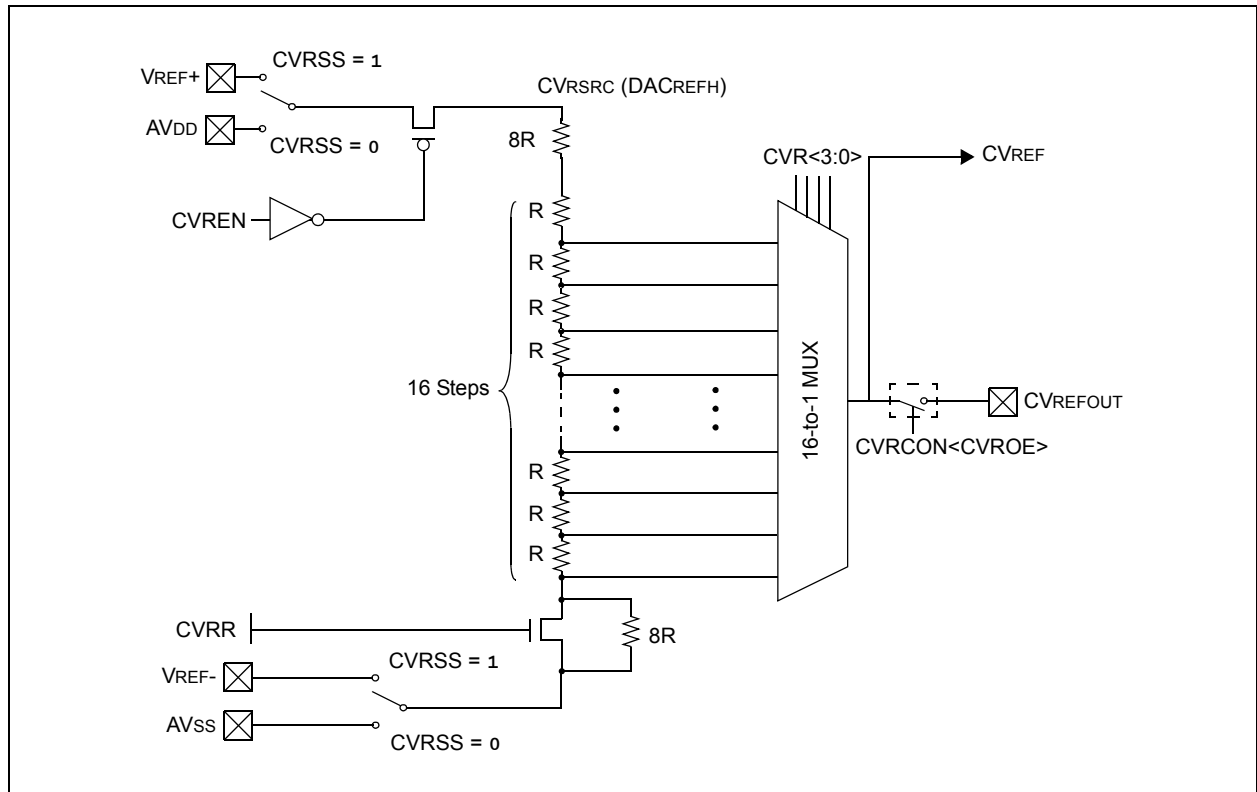 CVRSS = 1
VREF+
CVRSRC (DACREFH)
AVDD
8R
CVRSS = 0
CVR<3:0>
CVREF
CVREN
R
R
R
R
16 Steps
16-to-1 MUX
CVREFOUT
CVRCON<CVROE>
R
R
R
CVRR
8R
CVRSS = 1
VREF-
AVSS
CVRSS = 0